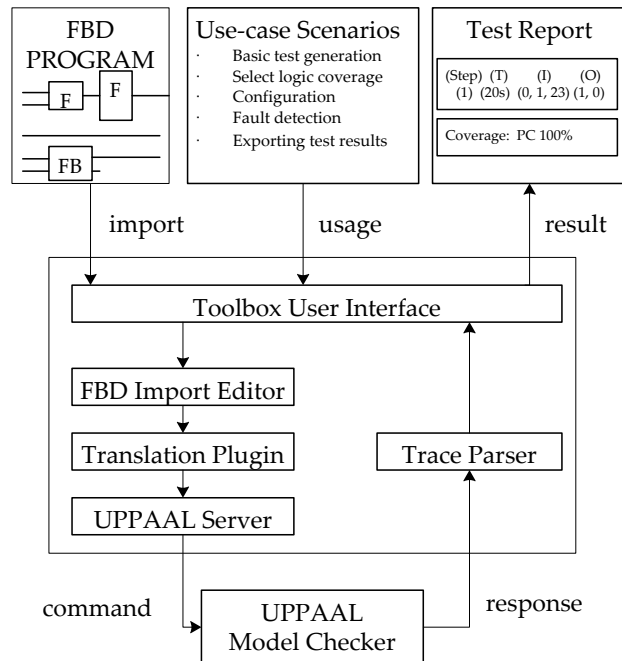 FBD
PROGRAM
F
F
FB
Use-case Scenarios
· Basic test generation
· Select logic coverage
· Configuration
· Fault detection
· Exporting test results
Test Report
(Step) (T) (I) (O)
(1) (20s) (0, 1, 23) (1, 0)
Coverage: PC 100%
import
usage
result
Toolbox User Interface
FBD Import Editor
Translation Plugin
Trace Parser
UPPAAL Server
command
response
UPPAAL
Model Checker